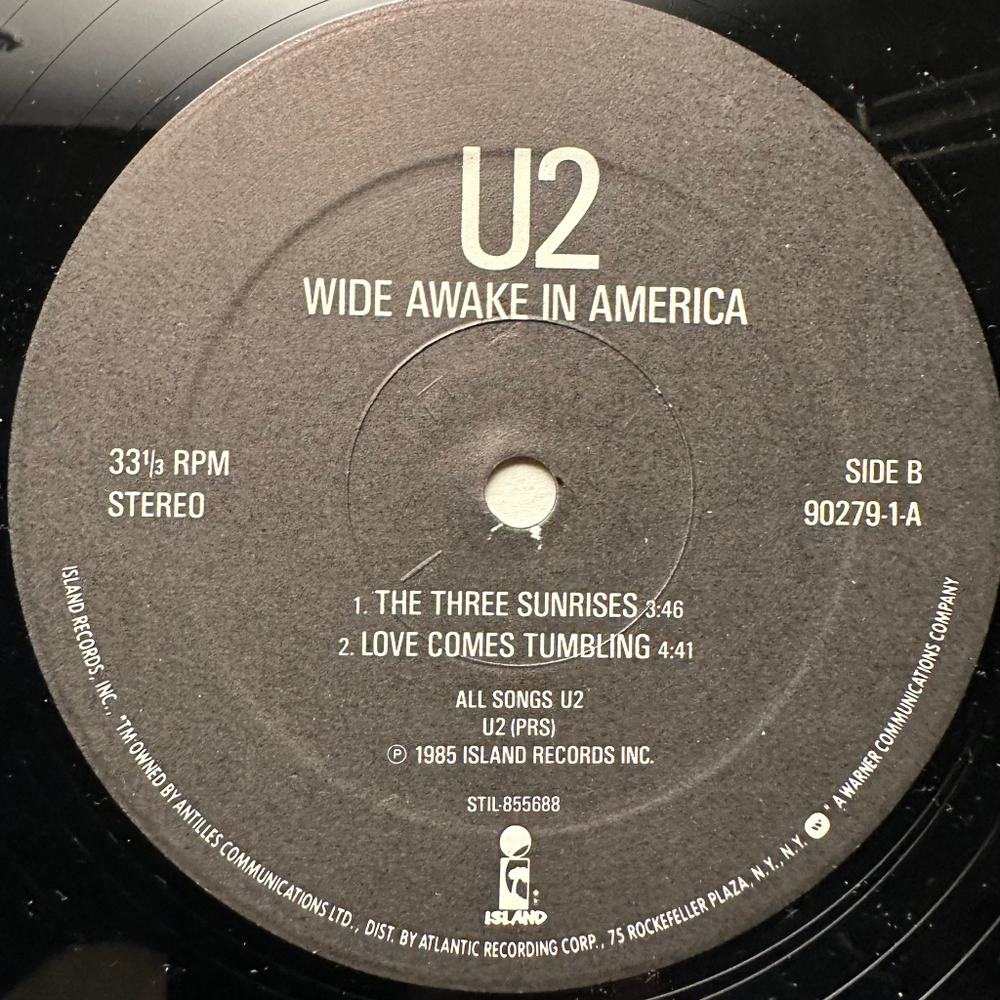 U2
WIDE AWAKE IN AMERICA
33⅓ RPM
STEREO
SIDE B
90279-1-A
1. THE THREE SUNRISES 3:46
2. LOVE COMES TUMBLING 4:41
ALL SONGS U2
U2 (PRS)
℗ 1985 ISLAND RECORDS INC.
STIL-855688
ISLAND
ISLAND RECORDS, INC., "TM OWNED BY ANTILLES COMMUNICATIONS LTD., DIST. BY ATLANTIC RECORDING CORP., 75 ROCKEFELLER PLAZA, N.Y., N.Y. W " A WARNER COMMUNICATIONS COMPANY